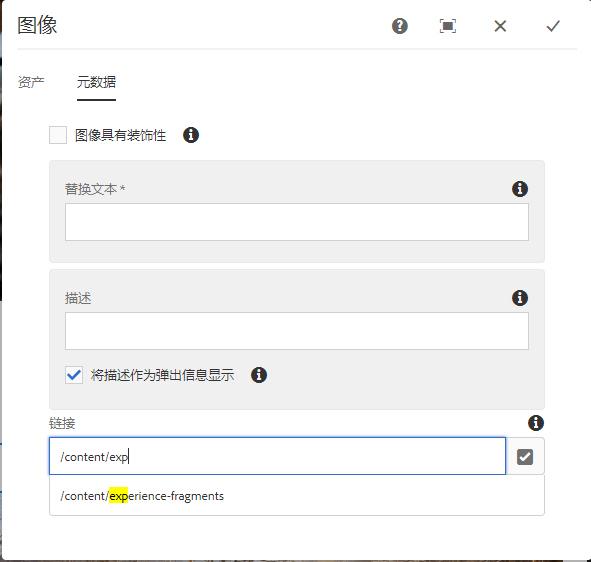 图像
资产 元数据
图像具有装饰性
替换文本 *
描述
将描述作为弹出信息显示
链接
/content/exp
/content/experience-fragments